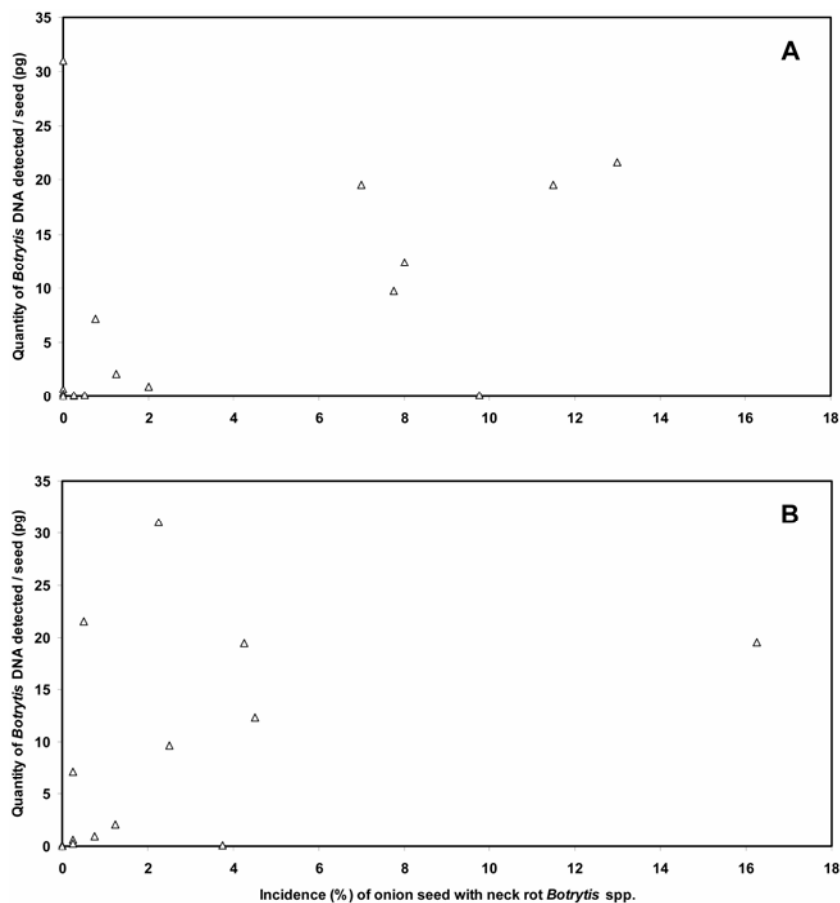 A
Quantity of Botrytis DNA detected / seed (pg)
35
30
25
20
15
10
5
0
0 2 4 6 8 10 12 14 16 18
B
Quantity of Botrytis DNA detected / seed (pg)
35
30
25
20
15
10
5
0
0 2 4 6 8 10 12 14 16 18
Incidence (%) of onion seed with neck rot Botrytis spp.